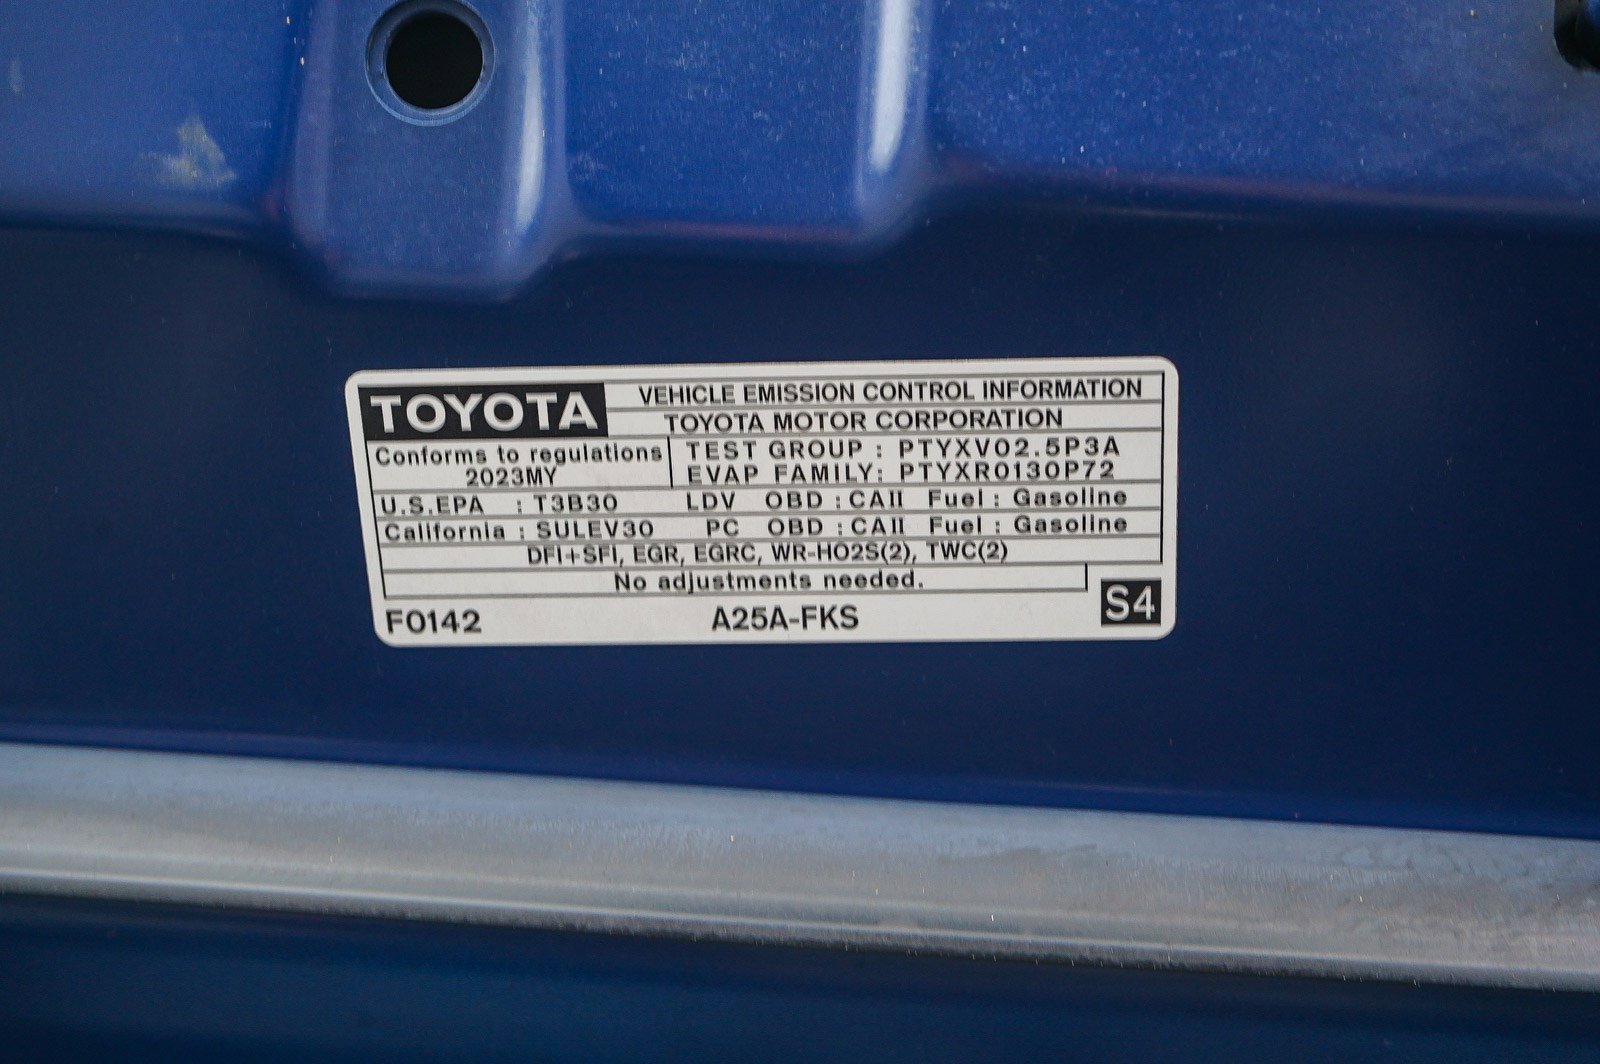 TOYOTA
VEHICLE EMISSION CONTROL INFORMATION
TOYOTA MOTOR CORPORATION
Conforms to regulations
2023MY
TEST GROUP : PTYXV02.5P3A
EVAP FAMILY: PTYXR0130P72
U.S.EPA : T3B30 LDV OBD : CAII Fuel : Gasoline
California : SULEV30 PC OBD : CAII Fuel : Gasoline
DFI+SFI, EGR, EGRC, WR-HO2S(2), TWC(2)
No adjustments needed.
F0142 A25A-FKS S4